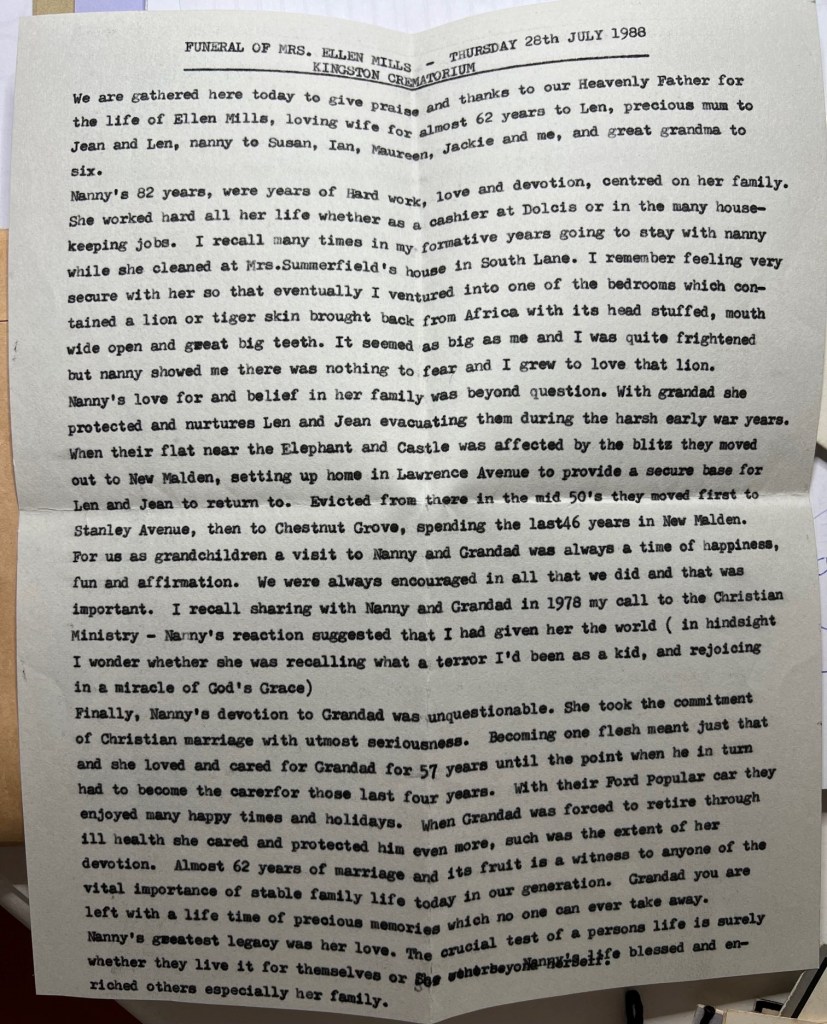 FUNERAL OF MRS. ELLEN MILLS - THURSDAY 28th JULY 1988
KINGSTON CREMATORIUM
We are gathered here today to give praise and thanks to our Heavenly Father for
the life of Ellen Mills, loving wife for almost 62 years to Len, precious mum to
Jean and Len, nanny to Susan, Ian, Maureen, Jackie and me, and great grandma to
six.
Nanny's 82 years, were years of Hard work, love and devotion, centred on her family.
She worked hard all her life whether as a cashier at Dolcis or in the many house-
keeping jobs. I recall many times in my formative years going to stay with nanny
while she cleaned at Mrs.Summerfield's house in South Lane. I remember feeling very
secure with her so that eventually I ventured into one of the bedrooms which con-
tained a lion or tiger skin brought back from Africa with its head stuffed, mouth
wide open and great big teeth. It seemed as big as me and I was quite frightened
but nanny showed me there was nothing to fear and I grew to love that lion.
Nanny's love for and belief in her family was beyond question. With grandad she
protected and nurtures Len and Jean evacuating them during the harsh early war years.
When their flat near the Elephant and Castle was affected by the blitz they moved
out to New Malden, setting up home in Lawrence Avenue to provide a secure base for
Len and Jean to return to. Evicted from there in the mid 50's they moved first to
Stanley Avenue, then to Chestnut Grove, spending the last46 years in New Malden.
For us as grandchildren a visit to Nanny and Grandad was always a time of happiness,
fun and affirmation. We were always encouraged in all that we did and that was
important. I recall sharing with Nanny and Grandad in 1978 my call to the Christian
Ministry - Nanny's reaction suggested that I had given her the world ( in hindsight
I wonder whether she was recalling what a terror I'd been as a kid, and rejoicing
in a miracle of God's Grace)
Finally, Nanny's devotion to Grandad was unquestionable. She took the commitment
of Christian marriage with utmost seriousness. Becoming one flesh meant just that
and she loved and cared for Grandad for 57 years until the point when he in turn
had to become the carerfor those last four years. With their Ford Popular car they
enjoyed many happy times and holidays. When Grandad was forced to retire through
ill health she cared and protected him even more, such was the extent of her
devotion. Almost 62 years of marriage and its fruit is a witness to anyone of the
vital importance of stable family life today in our generation. Grandad you are
left with a life time of precious memories which no one can ever take away.
Nanny's greatest legacy was her love. The crucial test of a persons life is surely
whether they live it for themselves or Nanny's life blessed and en-
riched others especially her family.